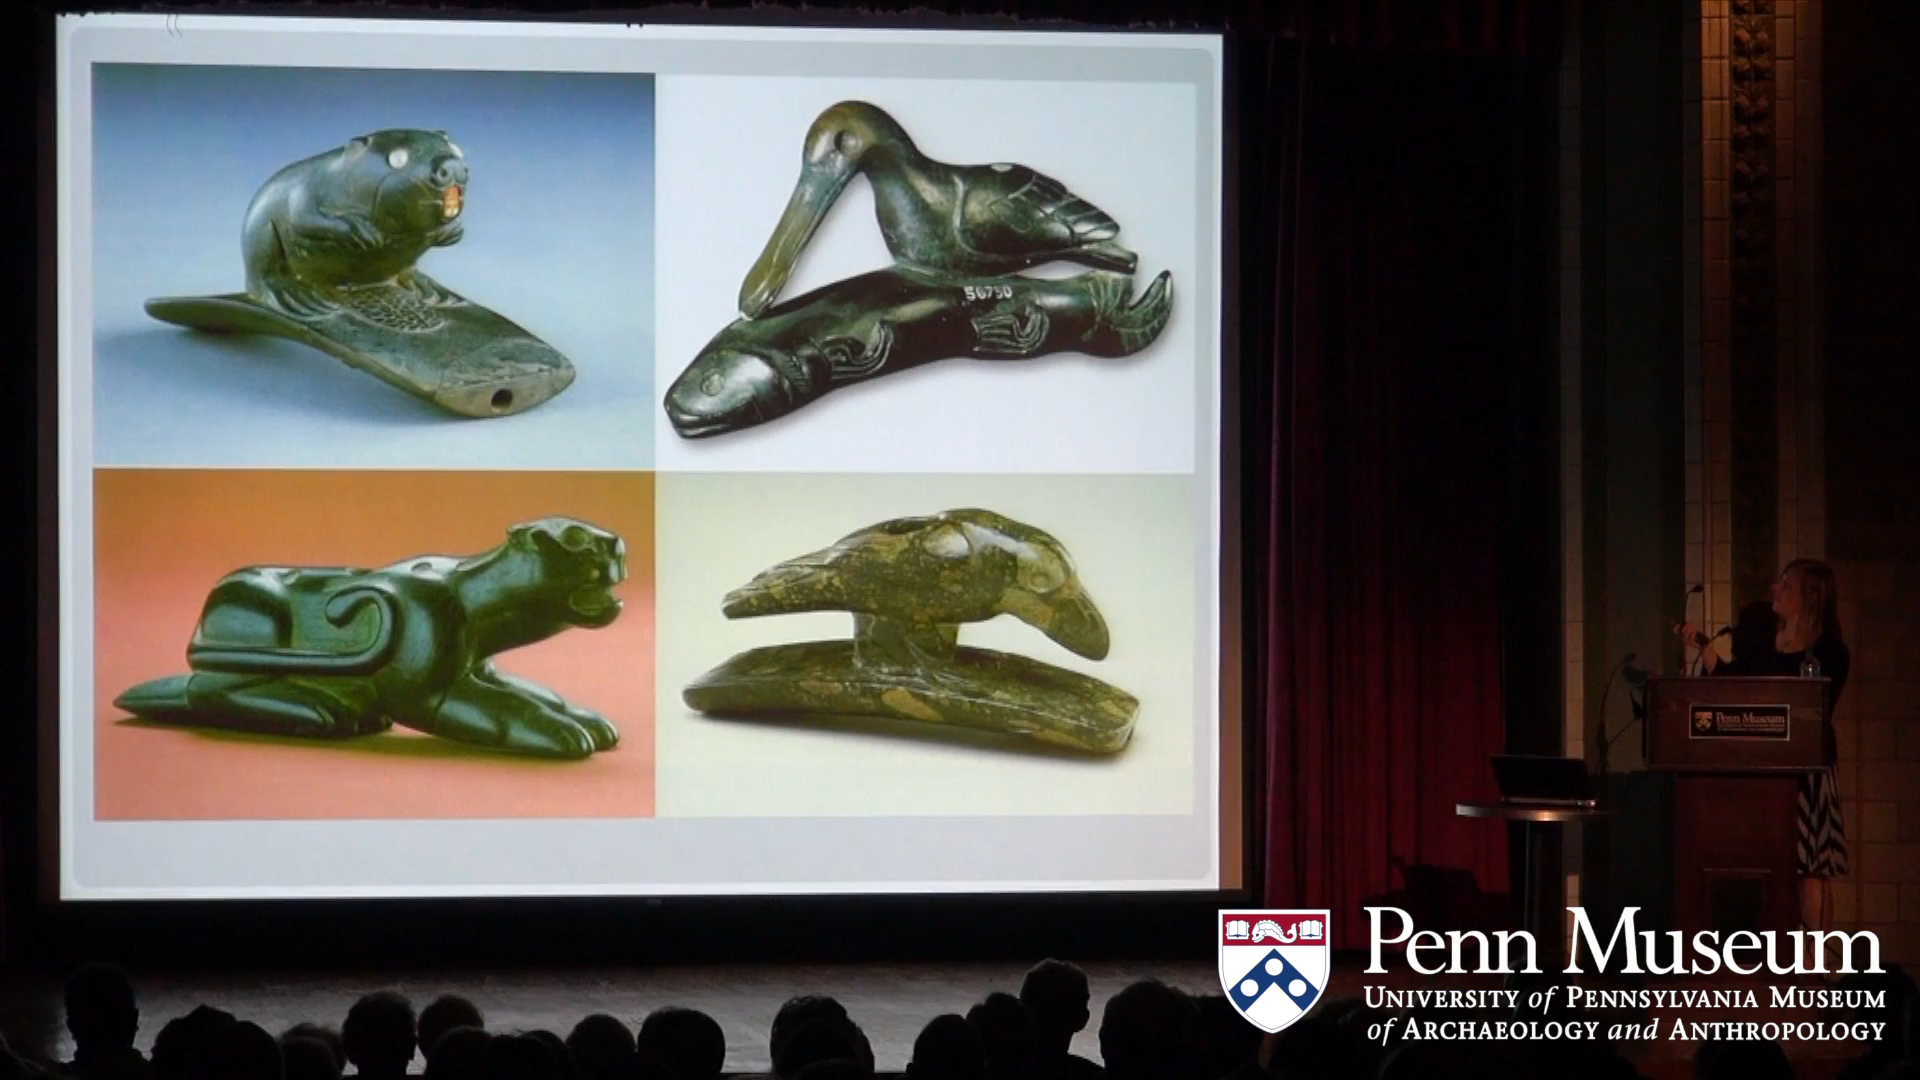 56750
Penn Museum
Penn Museum
University of Pennsylvania Museum
of Archaeology and Anthropology